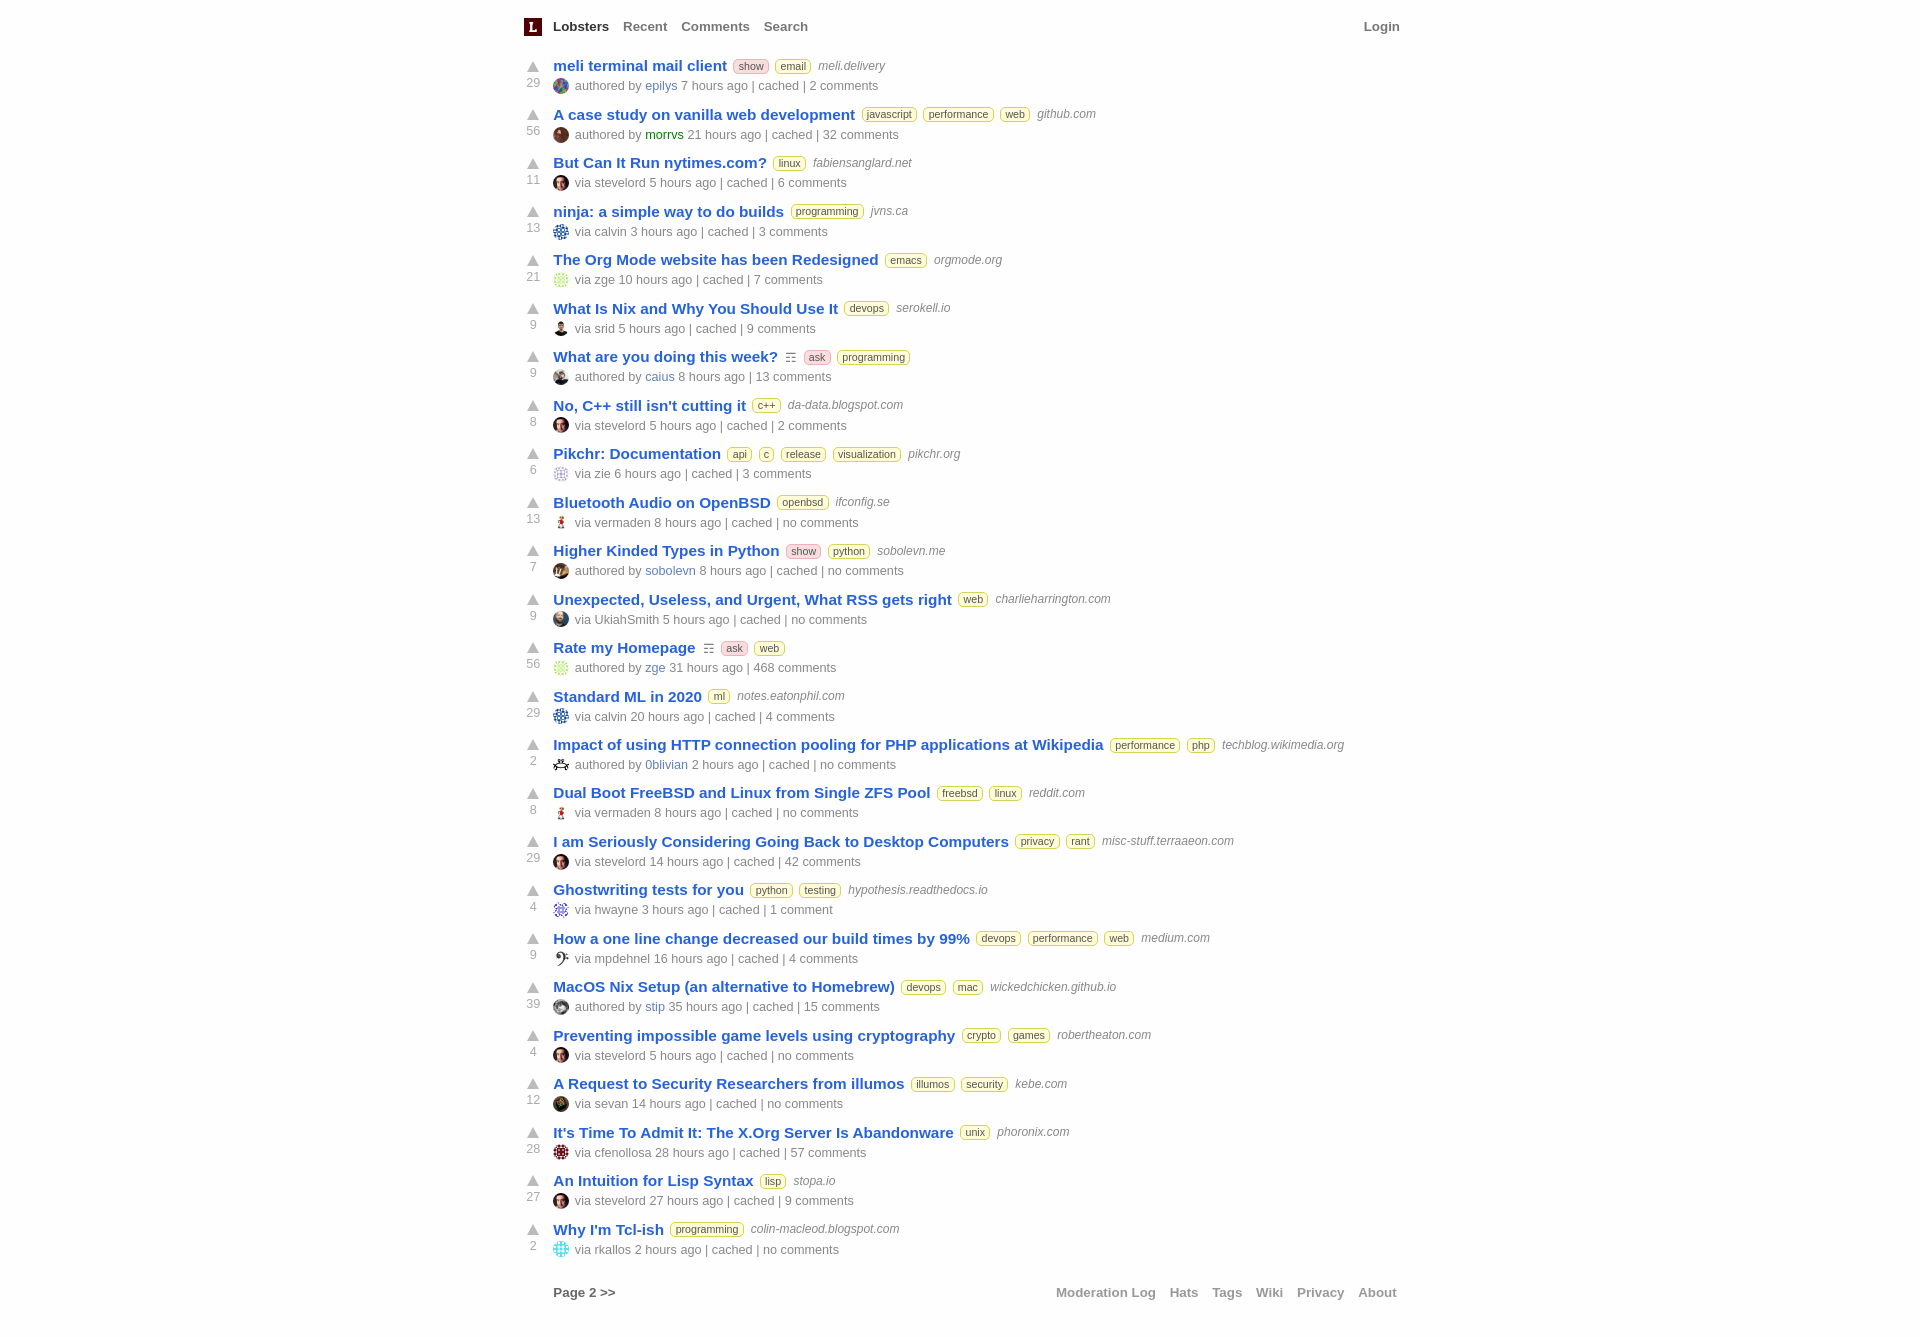 L Lobsters Recent Comments Search Login
meli terminal mail client show email meli.delivery
29
authored by epilys 7 hours ago | cached | 2 comments
A case study on vanilla web development javascript performance web github.com
56
authored by morrvs 21 hours ago | cached | 32 comments
But Can It Run nytimes.com? linux fabiensanglard.net
11
via stevelord 5 hours ago | cached | 6 comments
ninja: a simple way to do builds programming jvns.ca
13
via calvin 3 hours ago | cached | 3 comments
The Org Mode website has been Redesigned emacs orgmode.org
21
via zge 10 hours ago | cached | 7 comments
What Is Nix and Why You Should Use It devops serokell.io
9
via srid 5 hours ago | cached | 9 comments
What are you doing this week? ☶ ask programming
9
authored by caius 8 hours ago | 13 comments
No, C++ still isn't cutting it c++ da-data.blogspot.com
8
via stevelord 5 hours ago | cached | 2 comments
Pikchr: Documentation api c release visualization pikchr.org
6
via zie 6 hours ago | cached | 3 comments
Bluetooth Audio on OpenBSD openbsd ifconfig.se
13
via vermaden 8 hours ago | cached | no comments
Higher Kinded Types in Python show python sobolevn.me
7
authored by sobolevn 8 hours ago | cached | no comments
Unexpected, Useless, and Urgent, What RSS gets right web charlieharrington.com
9
via UkiahSmith 5 hours ago | cached | no comments
Rate my Homepage ☶ ask web
56
authored by zge 31 hours ago | 468 comments
Standard ML in 2020 ml notes.eatonphil.com
29
via calvin 20 hours ago | cached | 4 comments
Impact of using HTTP connection pooling for PHP applications at Wikipedia performance php techblog.wikimedia.org
2
authored by 0blivian 2 hours ago | cached | no comments
Dual Boot FreeBSD and Linux from Single ZFS Pool freebsd linux reddit.com
8
via vermaden 8 hours ago | cached | no comments
I am Seriously Considering Going Back to Desktop Computers privacy rant misc-stuff.terraaeon.com
29
via stevelord 14 hours ago | cached | 42 comments
Ghostwriting tests for you python testing hypothesis.readthedocs.io
4
via hwayne 3 hours ago | cached | 1 comment
How a one line change decreased our build times by 99% devops performance web medium.com
9
via mpdehnel 16 hours ago | cached | 4 comments
MacOS Nix Setup (an alternative to Homebrew) devops mac wickedchicken.github.io
39
authored by stip 35 hours ago | cached | 15 comments
Preventing impossible game levels using cryptography crypto games robertheaton.com
4
via stevelord 5 hours ago | cached | no comments
A Request to Security Researchers from illumos illumos security kebe.com
12
via sevan 14 hours ago | cached | no comments
It's Time To Admit It: The X.Org Server Is Abandonware unix phoronix.com
28
via cfenollosa 28 hours ago | cached | 57 comments
An Intuition for Lisp Syntax lisp stopa.io
27
via stevelord 27 hours ago | cached | 9 comments
Why I'm Tcl-ish programming colin-macleod.blogspot.com
2
via rkallos 2 hours ago | cached | no comments
Page 2 >> Moderation Log Hats Tags Wiki Privacy About